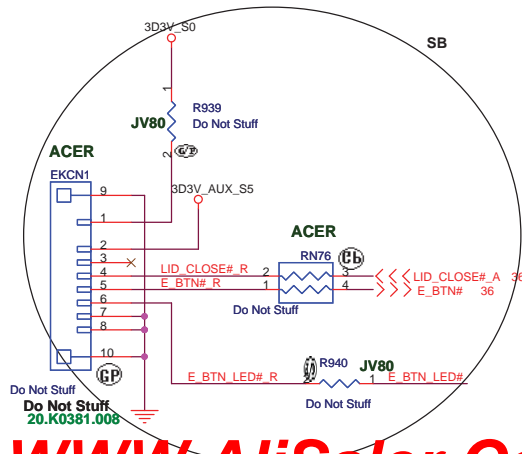 3D3V_S0
SB
1
R939
JV80
Do Not Stuff
2
G/P
ACER
EKCN1
9
3D3V_AUX_S5
1
ACER
2
RN76
3
LID_CLOSE#_R
2
3
LID_CLOSE#_A 36
4
E_BTN#_R
1
4
E_BTN# 36
5
6
Do Not Stuff
7
8
R940
JV80
10
GP
E_BTN_LED#_R
2
1
E_BTN_LED#
Do Not Stuff
Do Not Stuff
Do Not Stuff
20.K0381.008